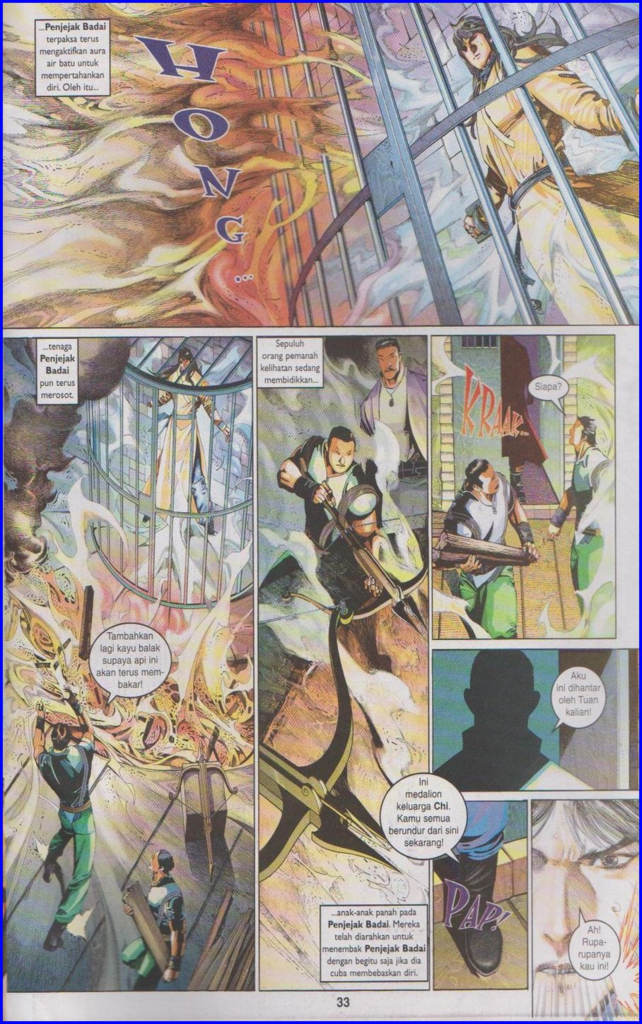 ...Penjejak Badai
terpaksa terus
mengaktifkan aura
air batu untuk
mempertahankan
diri. Oleh itu...
HONG...
...tenaga
Penjejak
Badai
pun terus
merosot.
Tambahkan
lagi kayu balak
supaya api ini
akan terus mem-
bakar!
Sepuluh
orang pemanah
kelihatan sedang
membidikkan...
...anak-anak panah pada
Penjejak Badai. Mereka
telah diarahkan untuk
menembak Penjejak Badai
dengan begitu saja jika dia
cuba membebaskan diri.
KRAAK...
Siapa?
Aku
ini dihantar
oleh Tuan
kalian!
Ini
medalion
keluarga Chi.
Kamu semua
berundur dari sini
sekarang!
PAP!
Ah!
Rupa-
rupanya
kau ini!
33